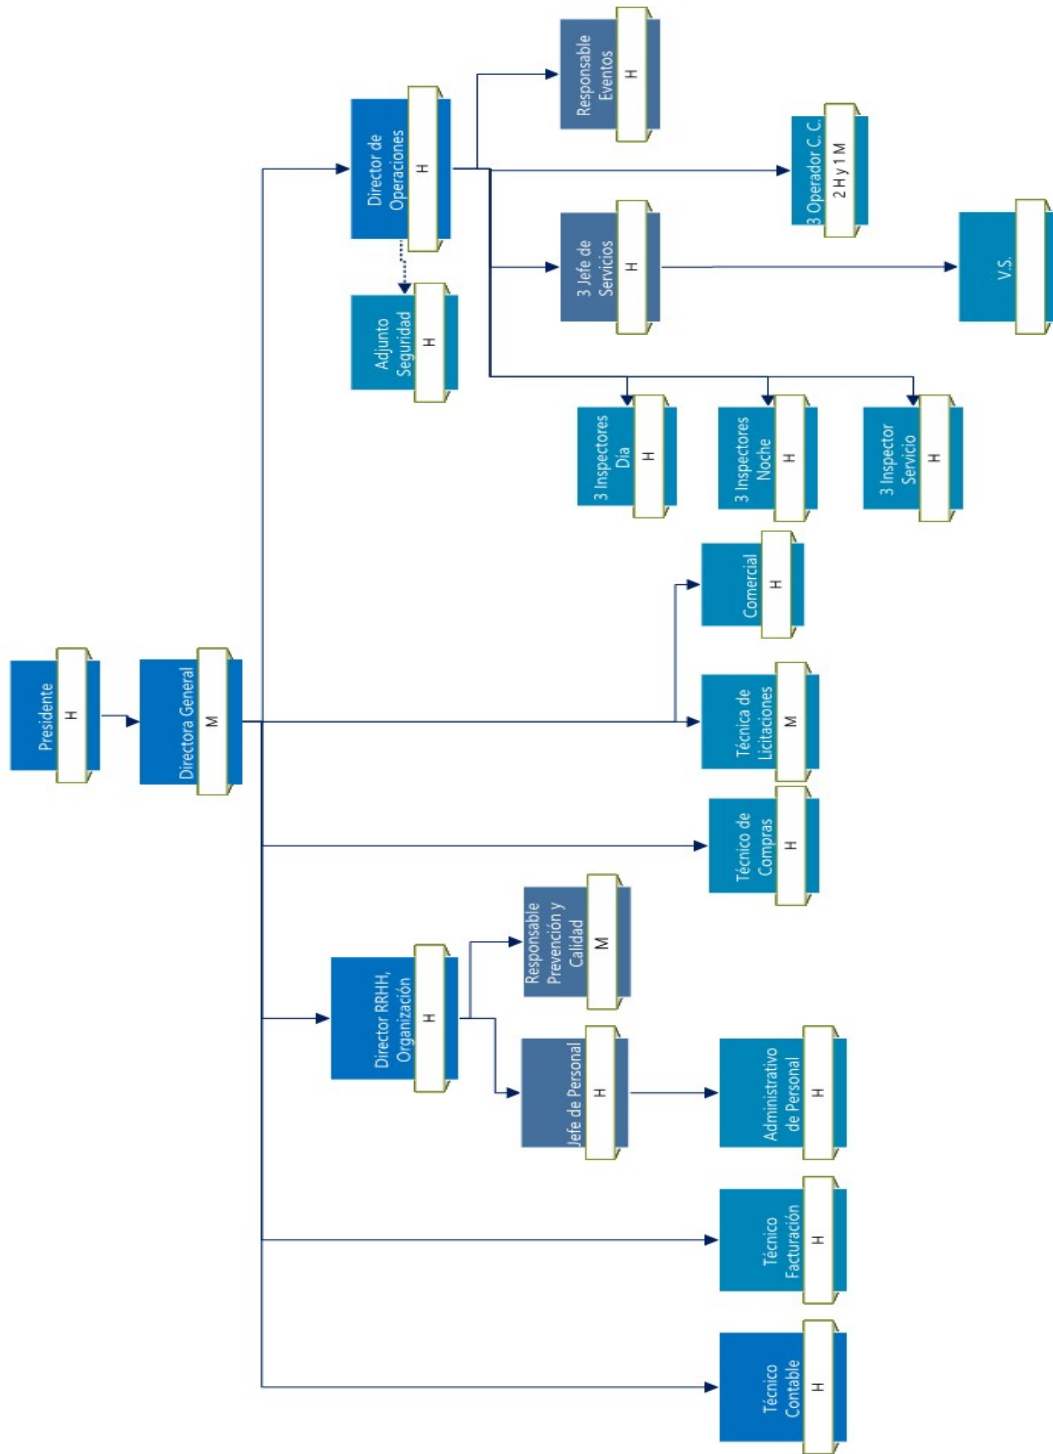 Presidente
H
Directora General
M
Técnico
Contable
H
Técnico
Facturación
H
Director RRHH,
Organización
H
Jefe de Personal
H
Administrativo
de Personal
H
Responsable
Prevención y
Calidad
M
Técnico de
Compras
H
Técnica de
Licitaciones
M
Comercial
H
Director de
Operaciones
H
Adjunto
Seguridad
H
3 Inspectores
Día
H
3 Inspectores
Noche
H
3 Inspector
Servicio
H
3 Jefe de
Servicios
H
V.S.
3 Operador C. C.
2 H y 1 M
Responsable
Eventos
H